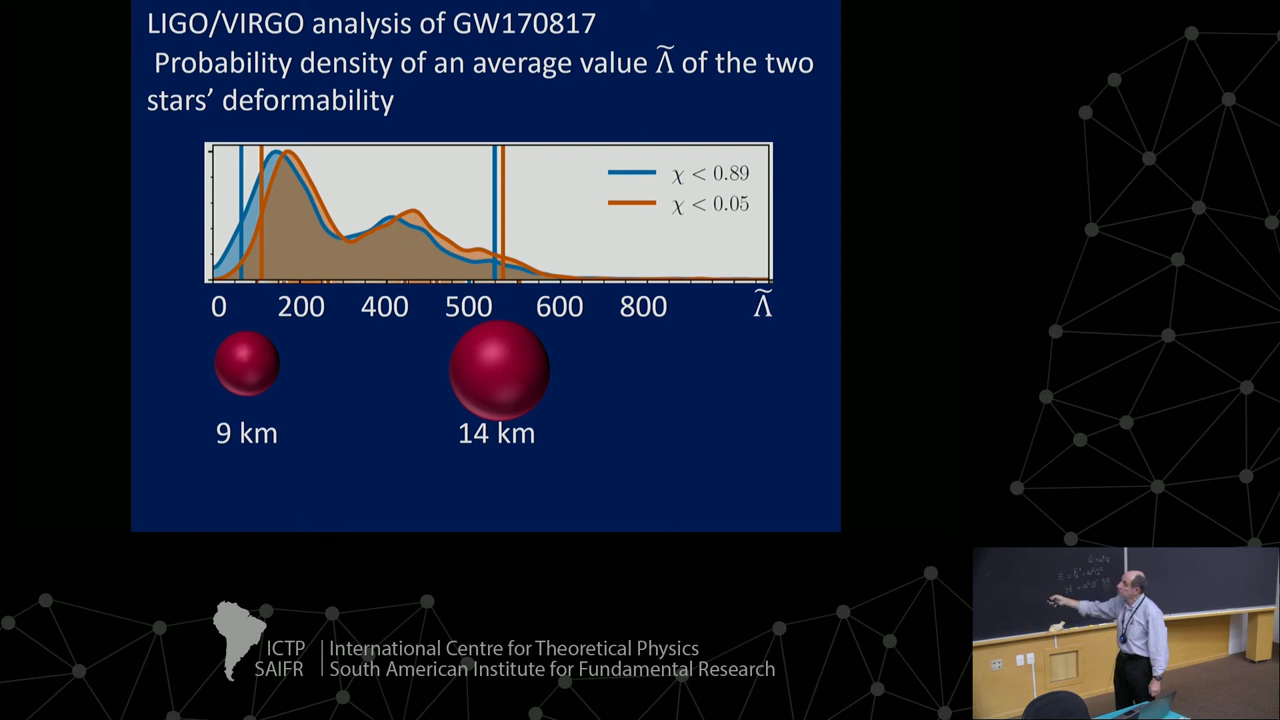 LIGO/VIRGO analysis of GW170817
Probability density of an average value Λ̃ of the two
stars' deformability
χ < 0.89
χ < 0.05
0 200 400 500 600 800 Λ̃
9 km 14 km
ICTP
SAIFR
International Centre for Theoretical Physics
South American Institute for Fundamental Research